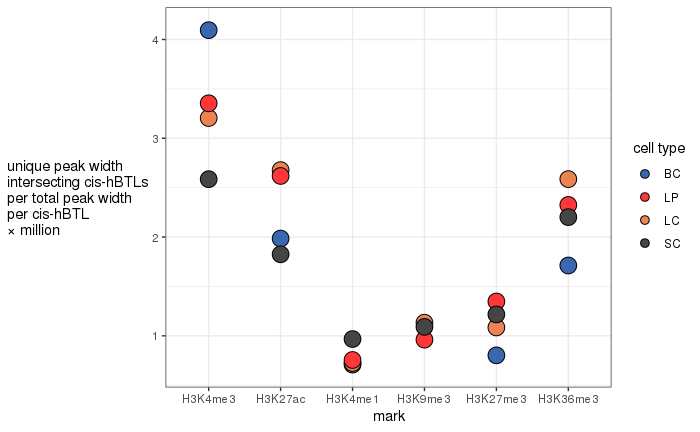 4
3
2
1
unique peak width
intersecting cis-hBTLs
per total peak width
per cis-hBTL
× million
H3K4me3 H3K27ac H3K4me1 H3K9me3 H3K27me3 H3K36me3
mark
cell type
BC
LP
LC
SC